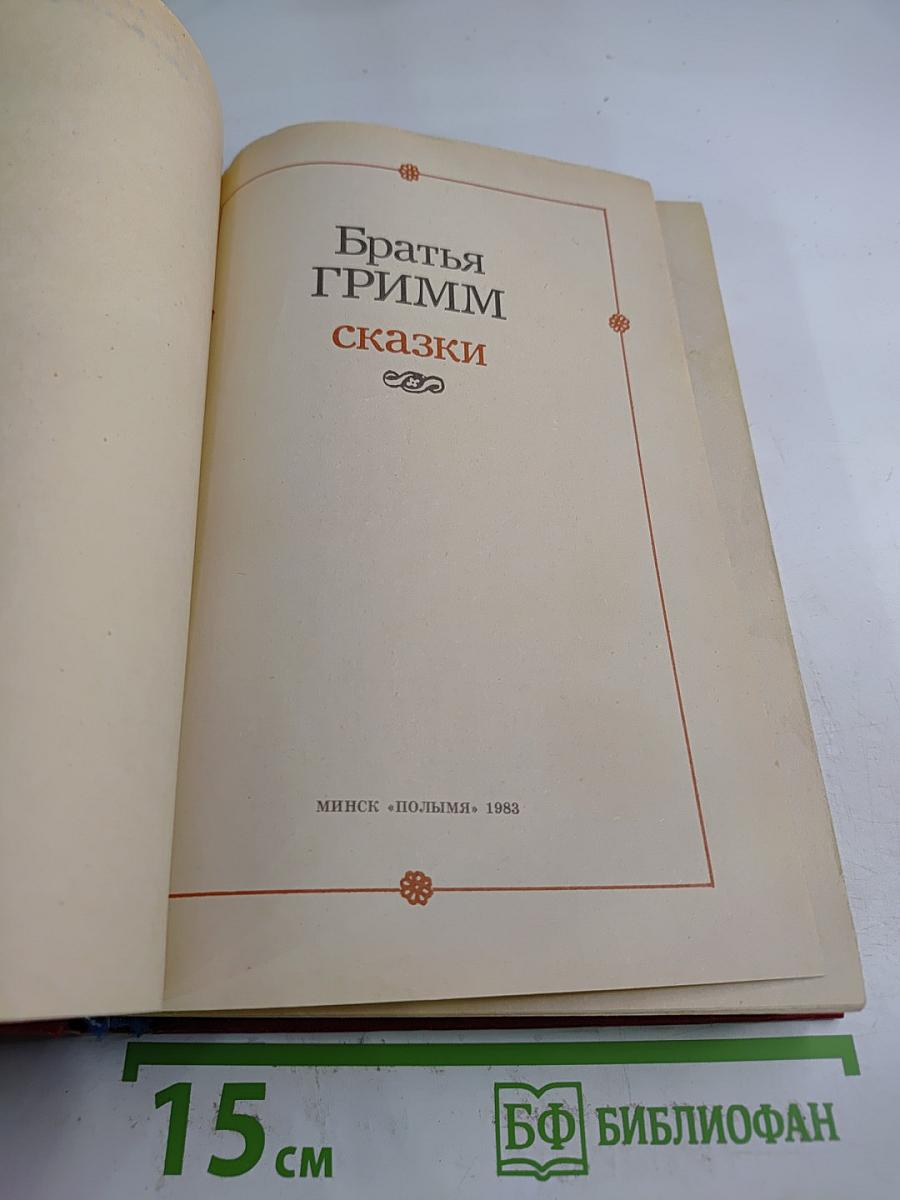 Братья
ГРИММ
сказки
МИНСК «ПОЛЫМЯ» 1983
15 см
БФ БИБЛИОФАН